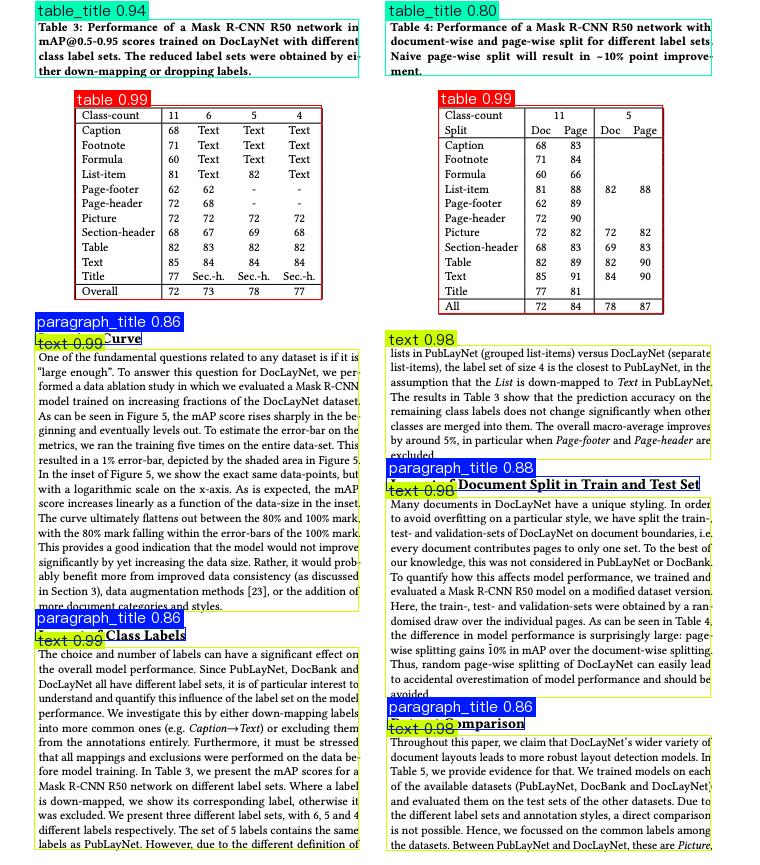 table_title 0.94
Table 3: Performance of a Mask R-CNN R50 network in
mAP@0.5-0.95 scores trained on DocLayNet with different
class label sets. The reduced label sets were obtained by ei-
ther down-mapping or dropping labels.
table 0.99
Class-count 11 6 5 4
Caption 68 Text Text Text
Footnote 71 Text Text Text
Formula 60 Text Text Text
List-item 81 Text 82 Text
Page-footer 62 62 - -
Page-header 72 68 - -
Picture 72 72 72 72
Section-header 68 67 69 68
Table 82 83 82 82
Text 85 84 84 84
Title 77 Sec.-h. Sec.-h. Sec.-h.
Overall 72 73 78 77
paragraph_title 0.86
Curve
text 0.99
One of the fundamental questions related to any dataset is if it is
“large enough”. To answer this question for DocLayNet, we per-
formed a data ablation study in which we evaluated a Mask R-CNN
model trained on increasing fractions of the DocLayNet dataset.
As can be seen in Figure 5, the mAP score rises sharply in the be-
ginning and eventually levels out. To estimate the error-bar on the
metrics, we ran the training five times on the entire data-set. This
resulted in a 1% error-bar, depicted by the shaded area in Figure 5.
In the inset of Figure 5, we show the exact same data-points, but
with a logarithmic scale on the x-axis. As is expected, the mAP
score increases linearly as a function of the data-size in the inset.
The curve ultimately flattens out between the 80% and 100% mark,
with the 80% mark falling within the error-bars of the 100% mark.
This provides a good indication that the model would not improve
significantly by yet increasing the data size. Rather, it would prob-
ably benefit more from improved data consistency (as discussed
in Section 3), data augmentation methods [23], or the addition of
more document categories and styles.
paragraph_title 0.86
Class Labels
text 0.99
The choice and number of labels can have a significant effect on
the overall model performance. Since PubLayNet, DocBank and
DocLayNet all have different label sets, it is of particular interest to
understand and quantify this influence of the label set on the model
performance. We investigate this by either down-mapping labels
into more common ones (e.g. Caption→Text) or excluding them
from the annotations entirely. Furthermore, it must be stressed
that all mappings and exclusions were performed on the data be-
fore model training. In Table 3, we present the mAP scores for a
Mask R-CNN R50 network on different label sets. Where a label
is down-mapped, we show its corresponding label, otherwise it
was excluded. We present three different label sets, with 6, 5 and 4
different labels respectively. The set of 5 labels contains the same
labels as PubLayNet. However, due to the different definition of
table_title 0.80
Table 4: Performance of a Mask R-CNN R50 network with
document-wise and page-wise split for different label sets.
Naive page-wise split will result in ~10% point improve-
ment.
table 0.99
Class-count 11 5
Split Doc Page Doc Page
Caption 68 83
Footnote 71 84
Formula 60 66
List-item 81 88 82 88
Page-footer 62 89
Page-header 72 90
Picture 72 82 72 82
Section-header 68 83 69 83
Table 82 89 82 90
Text 85 91 84 90
Title 77 81
All 72 84 78 87
text 0.98
lists in PubLayNet (grouped list-items) versus DocLayNet (separate
list-items), the label set of size 4 is the closest to PubLayNet, in the
assumption that the List is down-mapped to Text in PubLayNet.
The results in Table 3 show that the prediction accuracy on the
remaining class labels does not change significantly when other
classes are merged into them. The overall macro-average improves
by around 5%, in particular when Page-footer and Page-header are
excluded.
paragraph_title 0.88
of Document Split in Train and Test Set
text 0.98
Many documents in DocLayNet have a unique styling. In order
to avoid overfitting on a particular style, we have split the train-,
test- and validation-sets of DocLayNet on document boundaries, i.e.
every document contributes pages to only one set. To the best of
our knowledge, this was not considered in PubLayNet or DocBank.
To quantify how this affects model performance, we trained and
evaluated a Mask R-CNN R50 model on a modified dataset version.
Here, the train-, test- and validation-sets were obtained by a ran-
domised draw over the individual pages. As can be seen in Table 4,
the difference in model performance is surprisingly large: page-
wise splitting gains 10% in mAP over the document-wise splitting.
Thus, random page-wise splitting of DocLayNet can easily lead
to accidental overestimation of model performance and should be
avoided.
paragraph_title 0.86
Comparison
text 0.98
Throughout this paper, we claim that DocLayNet's wider variety of
document layouts leads to more robust layout detection models. In
Table 5, we provide evidence for that. We trained models on each
of the available datasets (PubLayNet, DocBank and DocLayNet)
and evaluated them on the test sets of the other datasets. Due to
the different label sets and annotation styles, a direct comparison
is not possible. Hence, we focussed on the common labels among
the datasets. Between PubLayNet and DocLayNet, these are Picture,